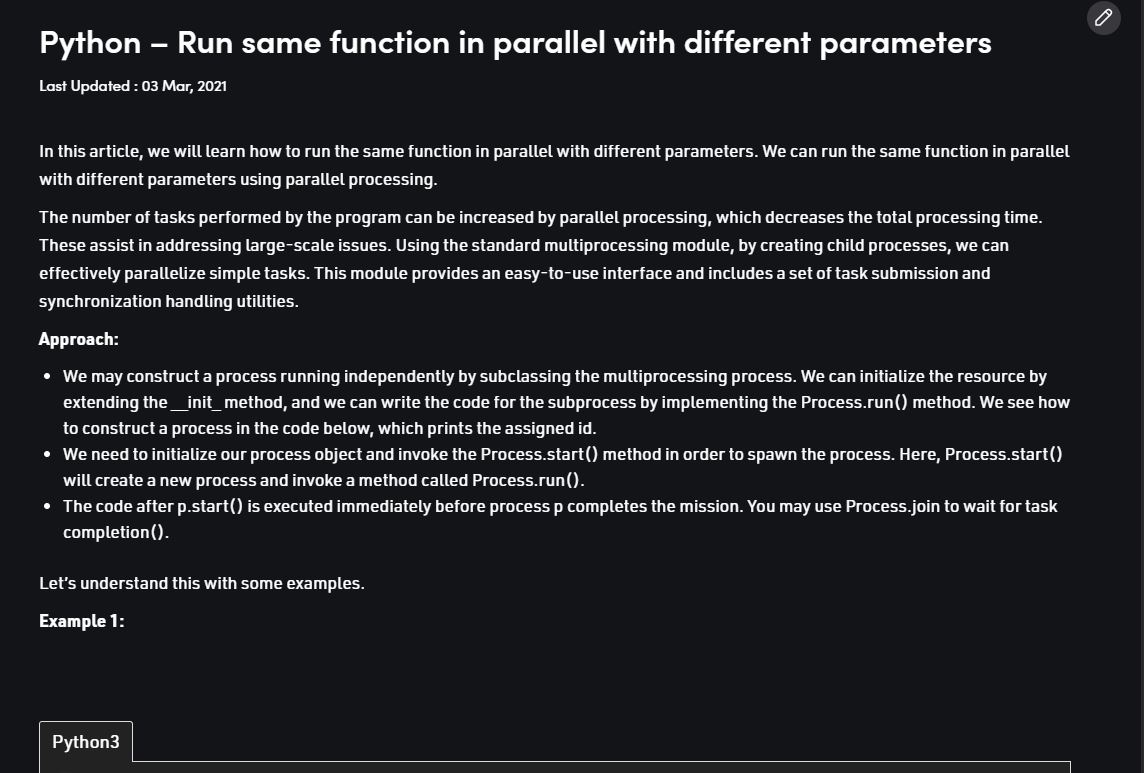 Python – Run same function in parallel with different parameters
Last Updated : 03 Mar, 2021
In this article, we will learn how to run the same function in parallel with different parameters. We can run the same function in parallel
with different parameters using parallel processing.
The number of tasks performed by the program can be increased by parallel processing, which decreases the total processing time.
These assist in addressing large-scale issues. Using the standard multiprocessing module, by creating child processes, we can
effectively parallelize simple tasks. This module provides an easy-to-use interface and includes a set of task submission and
synchronization handling utilities.
Approach:
• We may construct a process running independently by subclassing the multiprocessing process. We can initialize the resource by
extending the __init_ method, and we can write the code for the subprocess by implementing the Process.run() method. We see how
to construct a process in the code below, which prints the assigned id.
• We need to initialize our process object and invoke the Process.start() method in order to spawn the process. Here, Process.start()
will create a new process and invoke a method called Process.run().
• The code after p.start() is executed immediately before process p completes the mission. You may use Process.join to wait for task
completion().
Let's understand this with some examples.
Example 1:
Python3